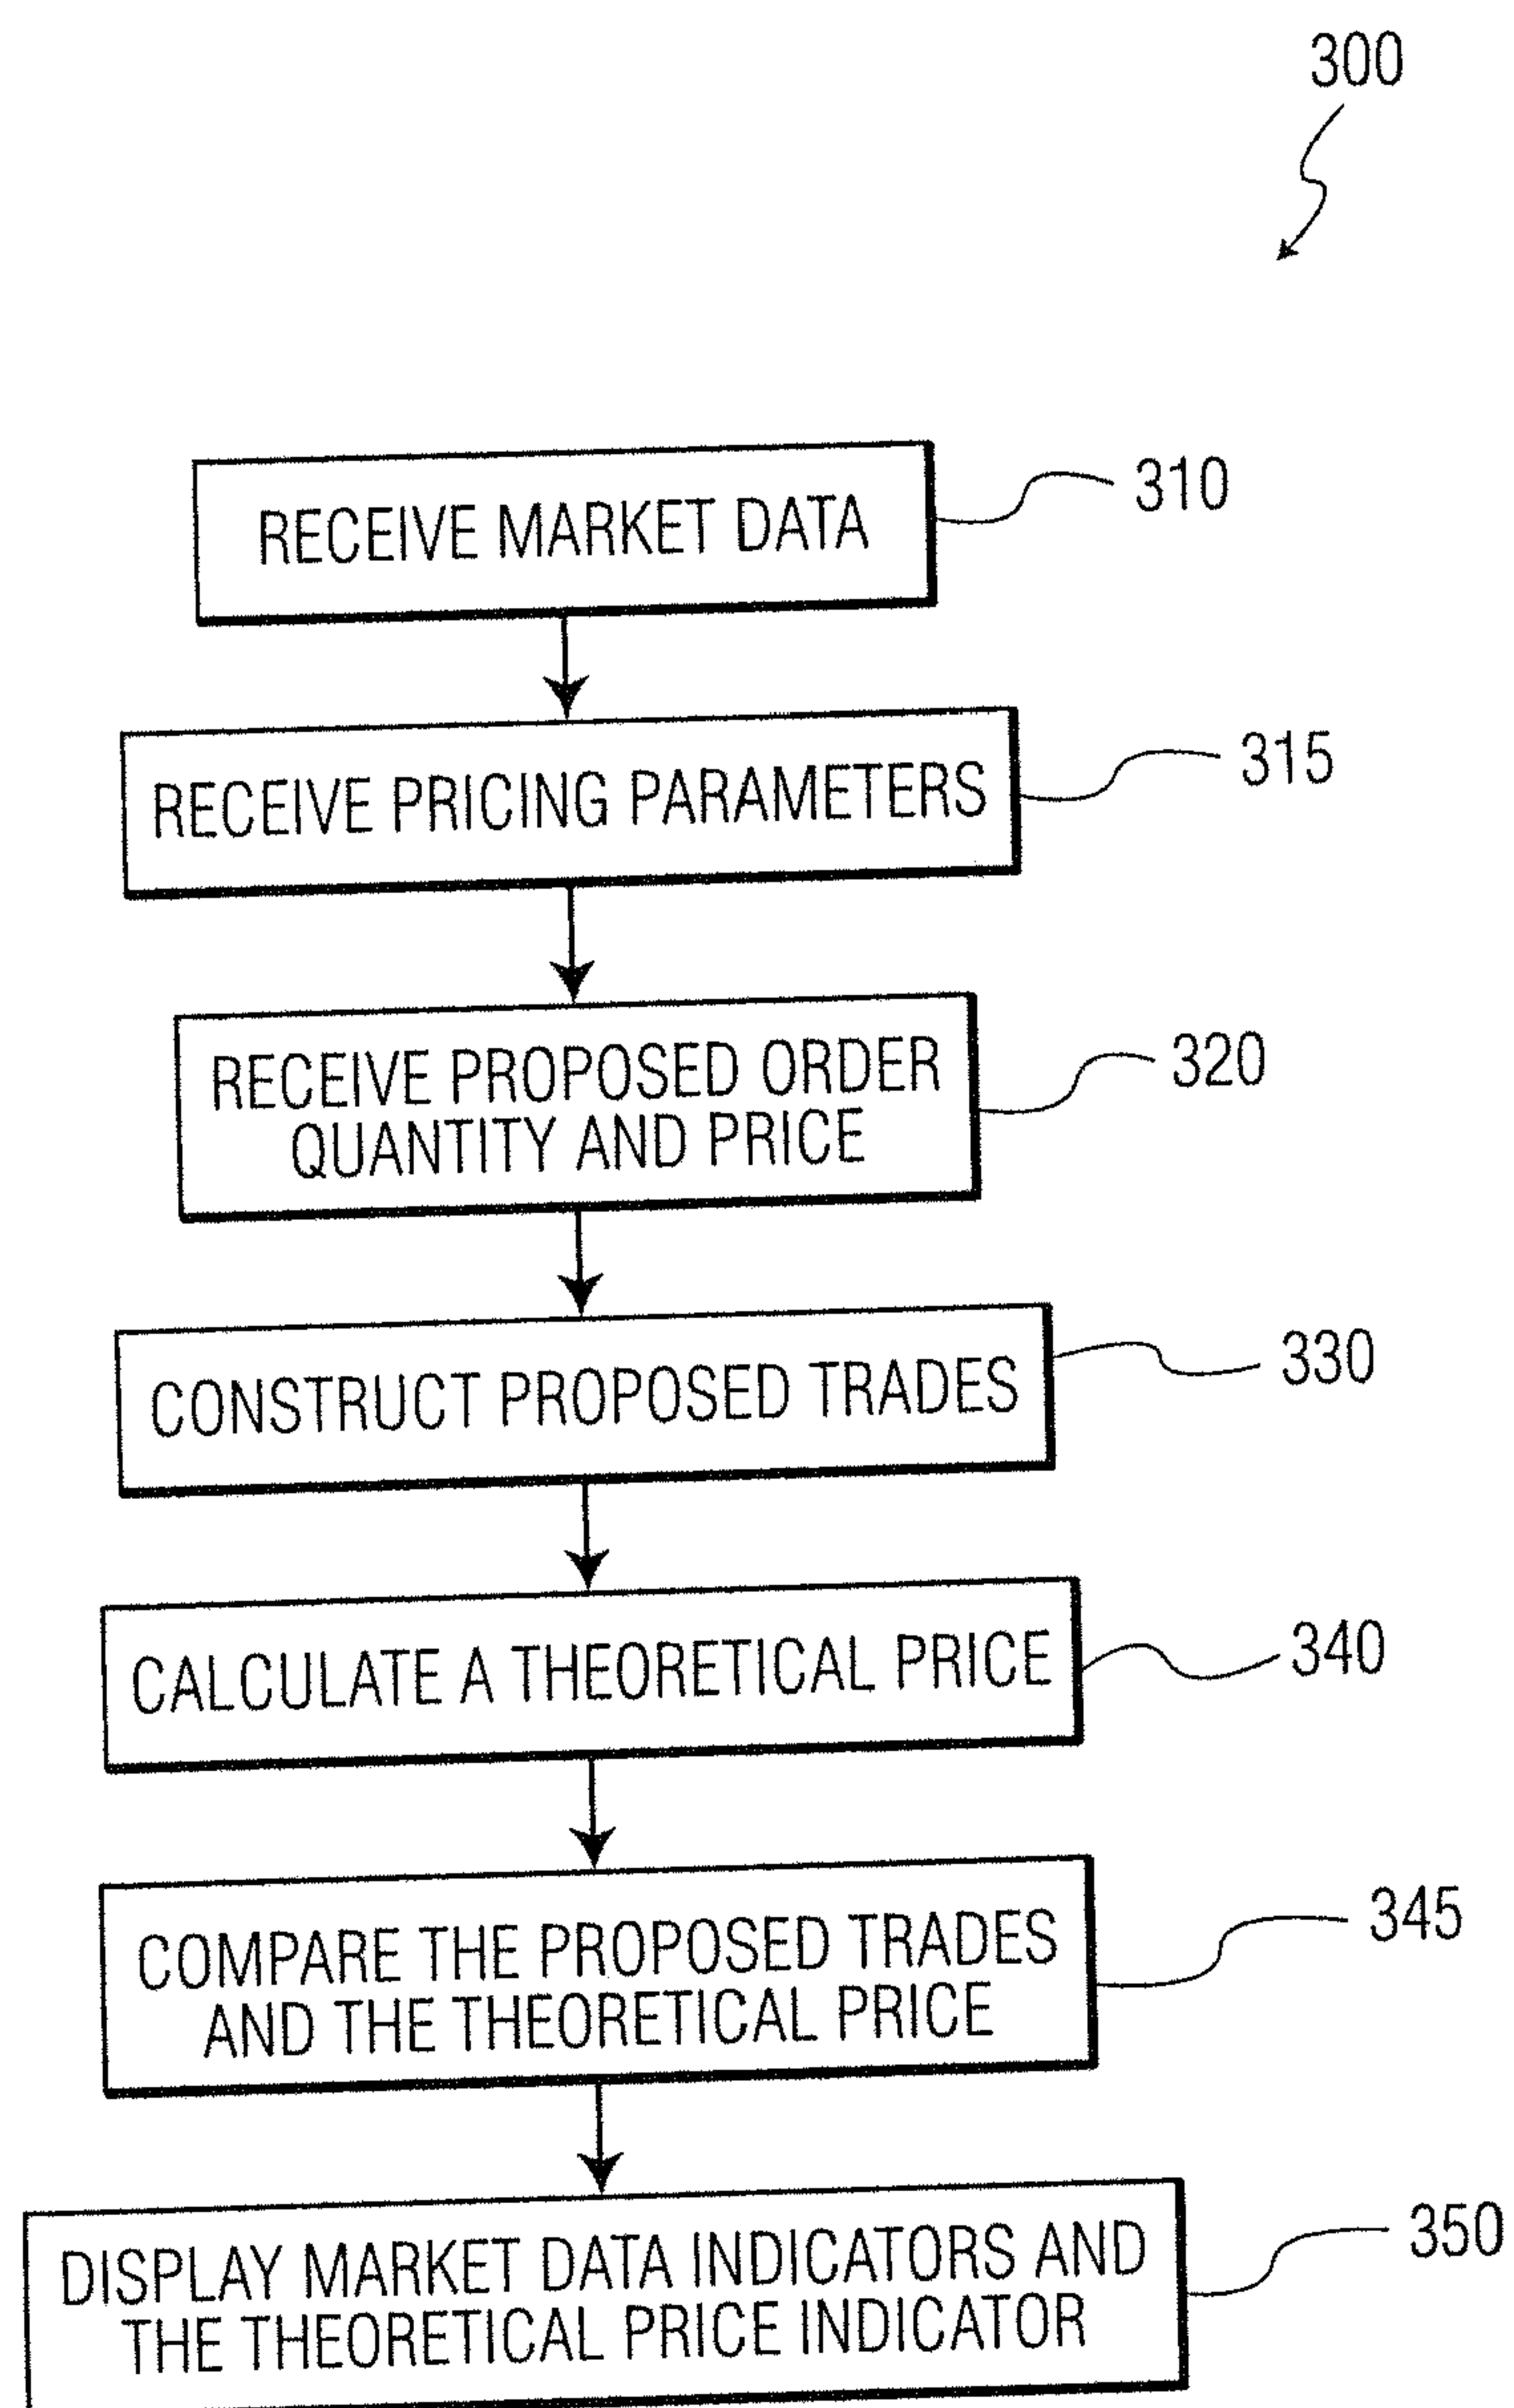 300
RECEIVE MARKET DATA
310
RECEIVE PRICING PARAMETERS
315
RECEIVE PROPOSED ORDER
QUANTITY AND PRICE
320
CONSTRUCT PROPOSED TRADES
330
CALCULATE A THEORETICAL PRICE
340
COMPARE THE PROPOSED TRADES
AND THE THEORETICAL PRICE
345
DISPLAY MARKET DATA INDICATORS AND
THE THEORETICAL PRICE INDICATOR
350